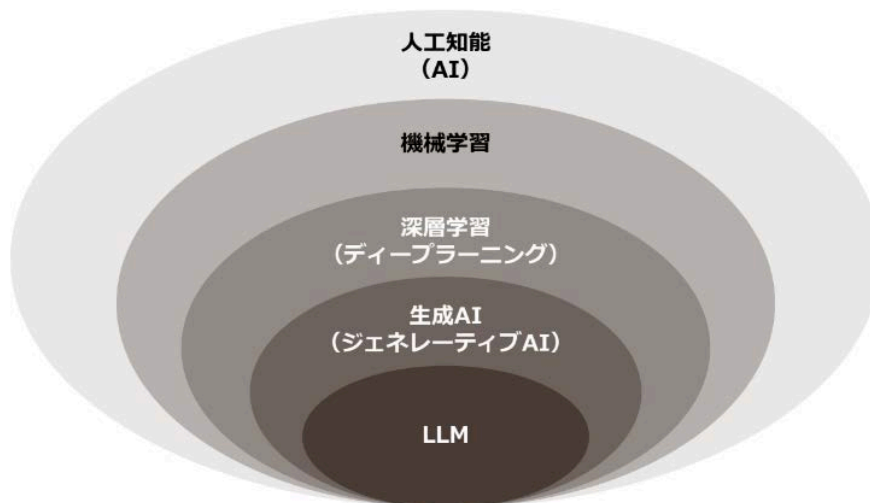 人工知能
（AI）
機械学習
深層学習
（ディープラーニング）
生成AI
（ジェネレーティブAI）
LLM